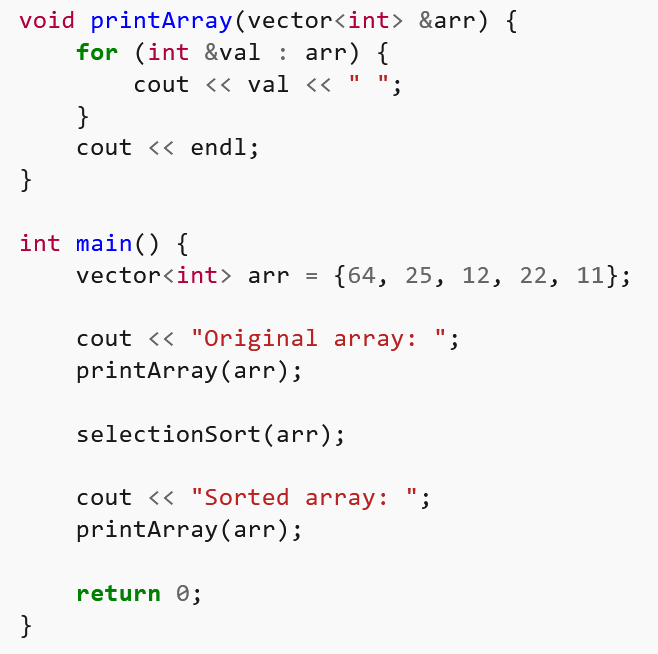 void printArray(vector<int> &arr) {
    for (int &val : arr) {
        cout << val << " ";
    }
    cout << endl;
}

int main() {
    vector<int> arr = {64, 25, 12, 22, 11};

    cout << "Original array: ";
    printArray(arr);

    selectionSort(arr);

    cout << "Sorted array: ";
    printArray(arr);

    return 0;
}